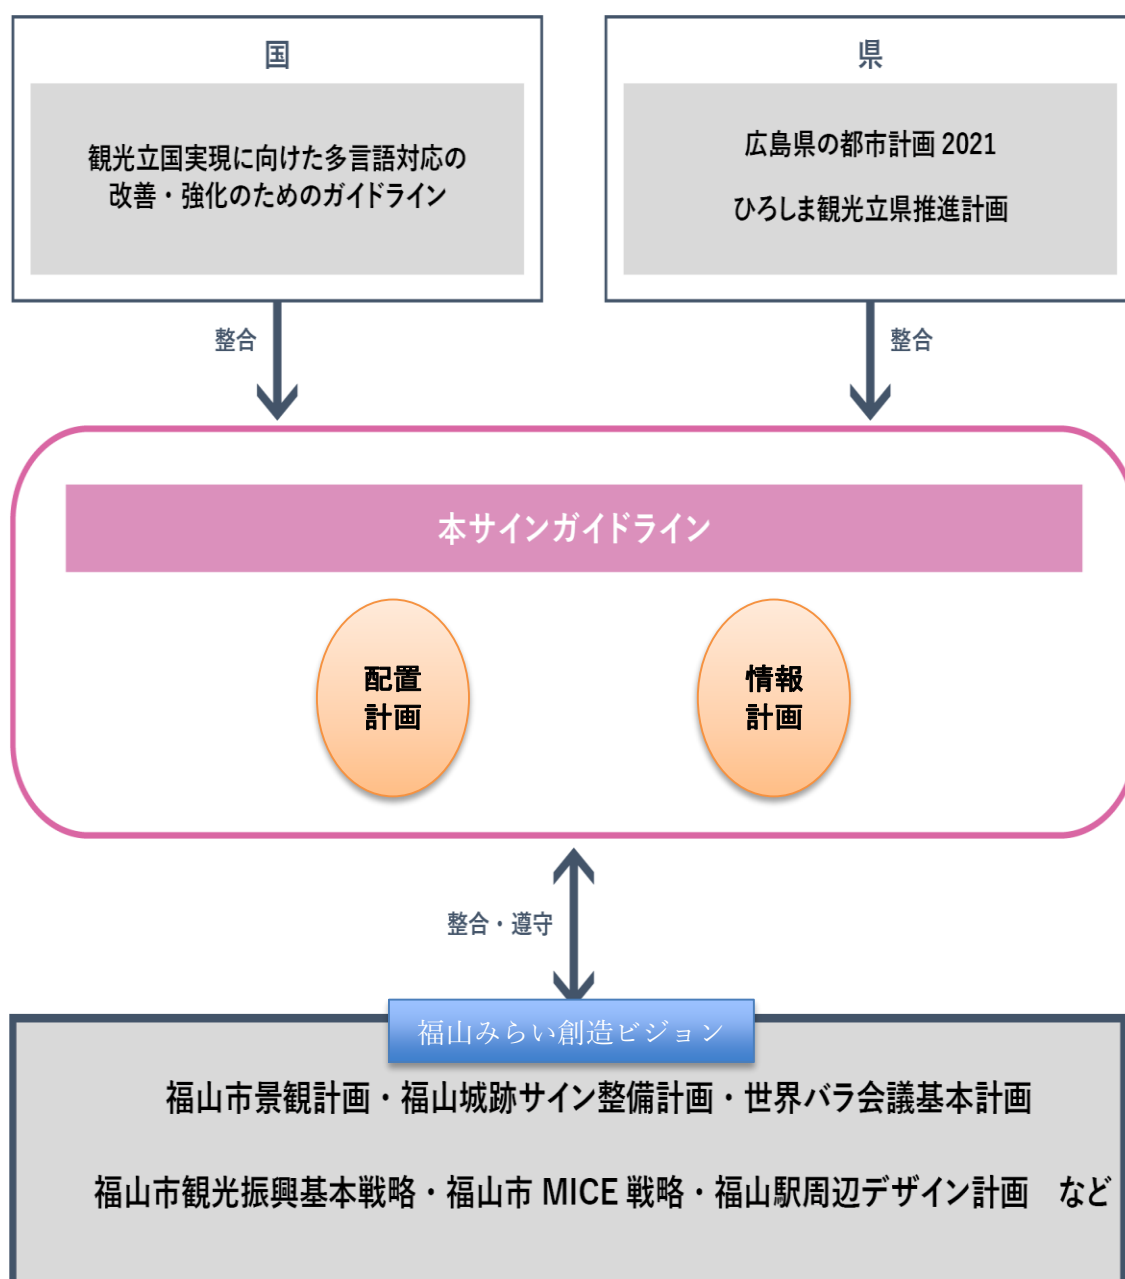 国
観光立国実現に向けた多言語対応の
改善・強化のためのガイドライン
県
広島県の都市計画 2021
ひろしま観光立県推進計画
整合
整合
本サインガイドライン
配置
計画
情報
計画
整合・遵守
福山みらい創造ビジョン
福山市景観計画・福山城跡サイン整備計画・世界バラ会議基本計画
福山市観光振興基本戦略・福山市 MICE 戦略・福山駅周辺デザイン計画　など